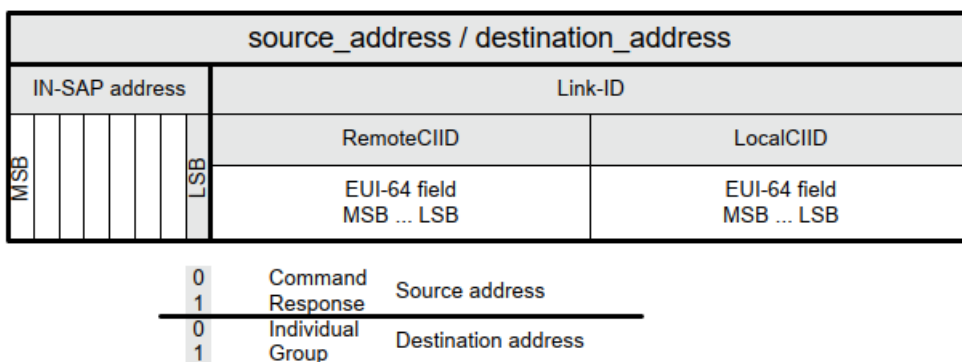 source_address / destination_address
IN-SAP address Link-ID
MSB LSB RemoteCIID LocalCIID
EUI-64 field EUI-64 field
MSB ... LSB MSB ... LSB
0 Command Source address
1 Response
0 Individual Destination address
1 Group